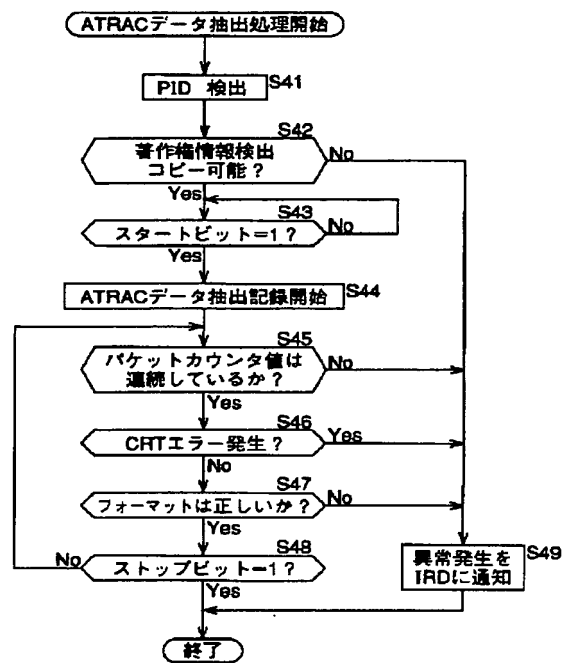 ATRACデータ抽出処理開始
PID 検出
S41
S42
著作権情報検出
コピー可能?
No
Yes
S43
スタートビット=1?
No
Yes
ATRACデータ抽出記録開始
S44
S45
パケットカウンタ値は
連続しているか?
No
Yes
S46
CRTエラー発生?
Yes
No
S47
フォーマットは正しいか?
No
Yes
S48
No
ストップビット=1?
Yes
異常発生を
IRDに通知
S49
終了